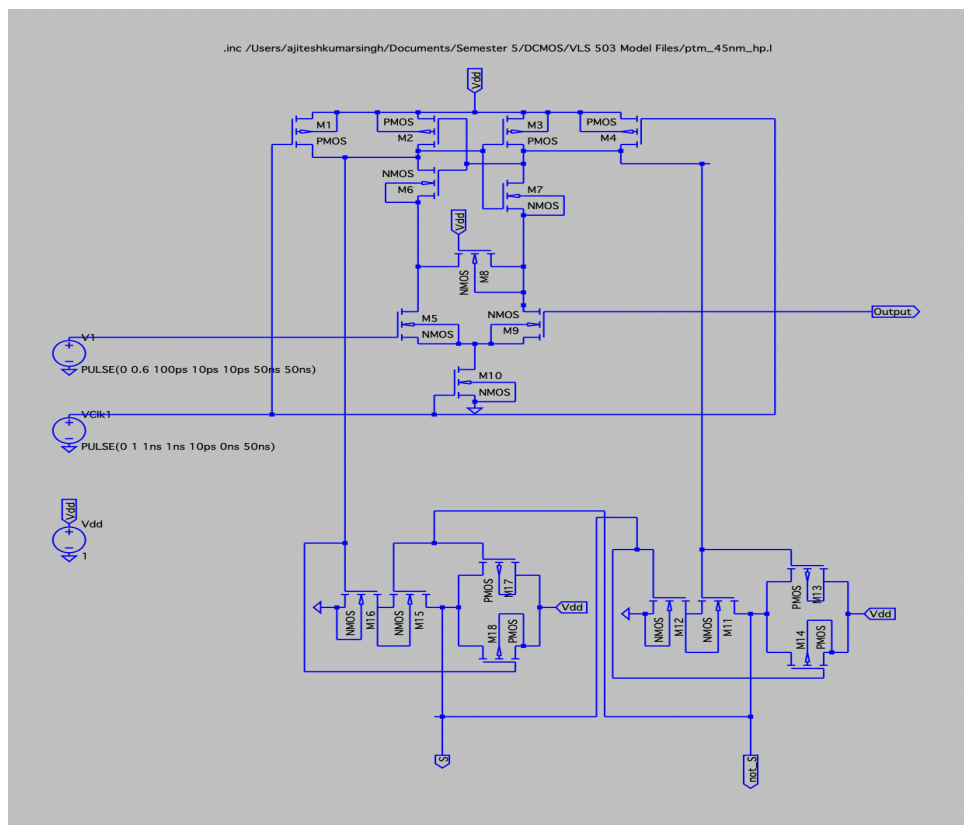 .inc /Users/ajiteshkumarsingh/Documents/Semester 5/DCMOS/VLS 503 Model Files/ptm_45nm_hp.l
Vdd
M1
PMOS
PMOS
M2
M3
PMOS
PMOS
M4
NMOS
M6
M7
NMOS
Vdd
NMOS
M8
M5
NMOS
NMOS
M9
Output
V1
PULSE(0 0.6 100ps 10ps 10ps 50ns 50ns)
M10
NMOS
VClk1
PULSE(0 1 1ns 1ns 10ps 0ns 50ns)
Vdd
Vdd
1
NMOS
M16
NMOS
M15
PMOS
M17
M18
PMOS
Vdd
NMOS
M12
NMOS
M11
PMOS
M13
M14
PMOS
Vdd
S
not_S